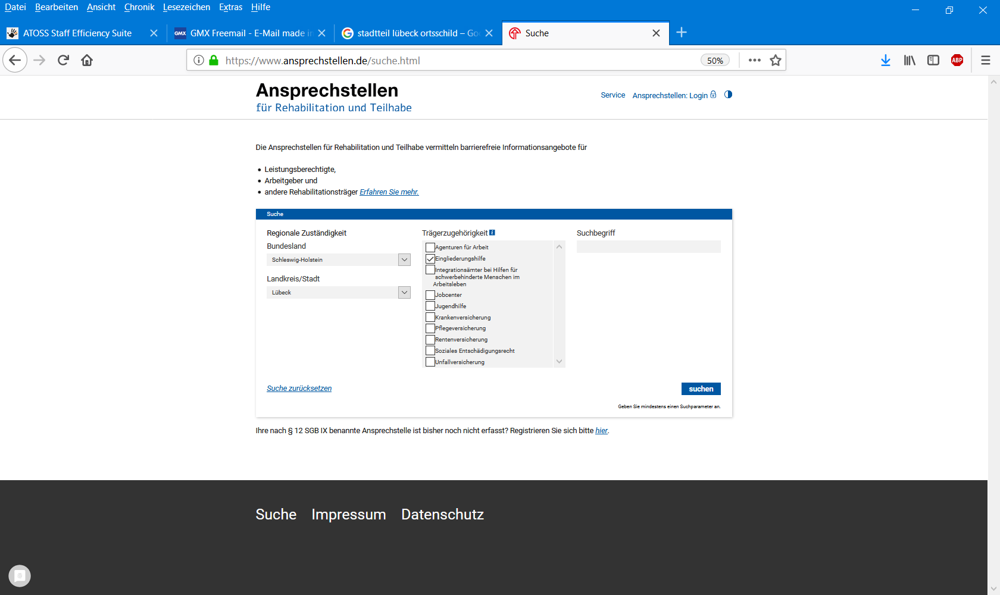 Datei Bearbeiten Ansicht Chronik Lesezeichen Extras Hilfe
ATOSS Staff Efficiency Suite
GMX GMX Freemail - E-Mail made in
stadtteil lübeck ortsschild – Goo
Suche
https://www.ansprechstellen.de/suche.html
50%
ABP
Ansprechstellen
für Rehabilitation und Teilhabe
Service Ansprechstellen: Login
Die Ansprechstellen für Rehabilitation und Teilhabe vermitteln barrierefreie Informationsangebote für
• Leistungsberechtigte,
• Arbeitgeber und
• andere Rehabilitationsträger Erfahren Sie mehr.
Suche
Regionale Zuständigkeit
Bundesland
Schleswig-Holstein
Landkreis/Stadt
Lübeck
Trägerzugehörigkeit i
Agenturen für Arbeit
Eingliederungshilfe
Integrationsämter bei Hilfen für
schwerbehinderte Menschen im
Arbeitsleben
Jobcenter
Jugendhilfe
Krankenversicherung
Pflegeversicherung
Rentenversicherung
Soziales Entschädigungsrecht
Unfallversicherung
Suchbegriff
Suche zurücksetzen
suchen
Geben Sie mindestens einen Suchparameter an.
Ihre nach § 12 SGB IX benannte Ansprechstelle ist bisher noch nicht erfasst? Registrieren Sie sich bitte hier.
Suche Impressum Datenschutz